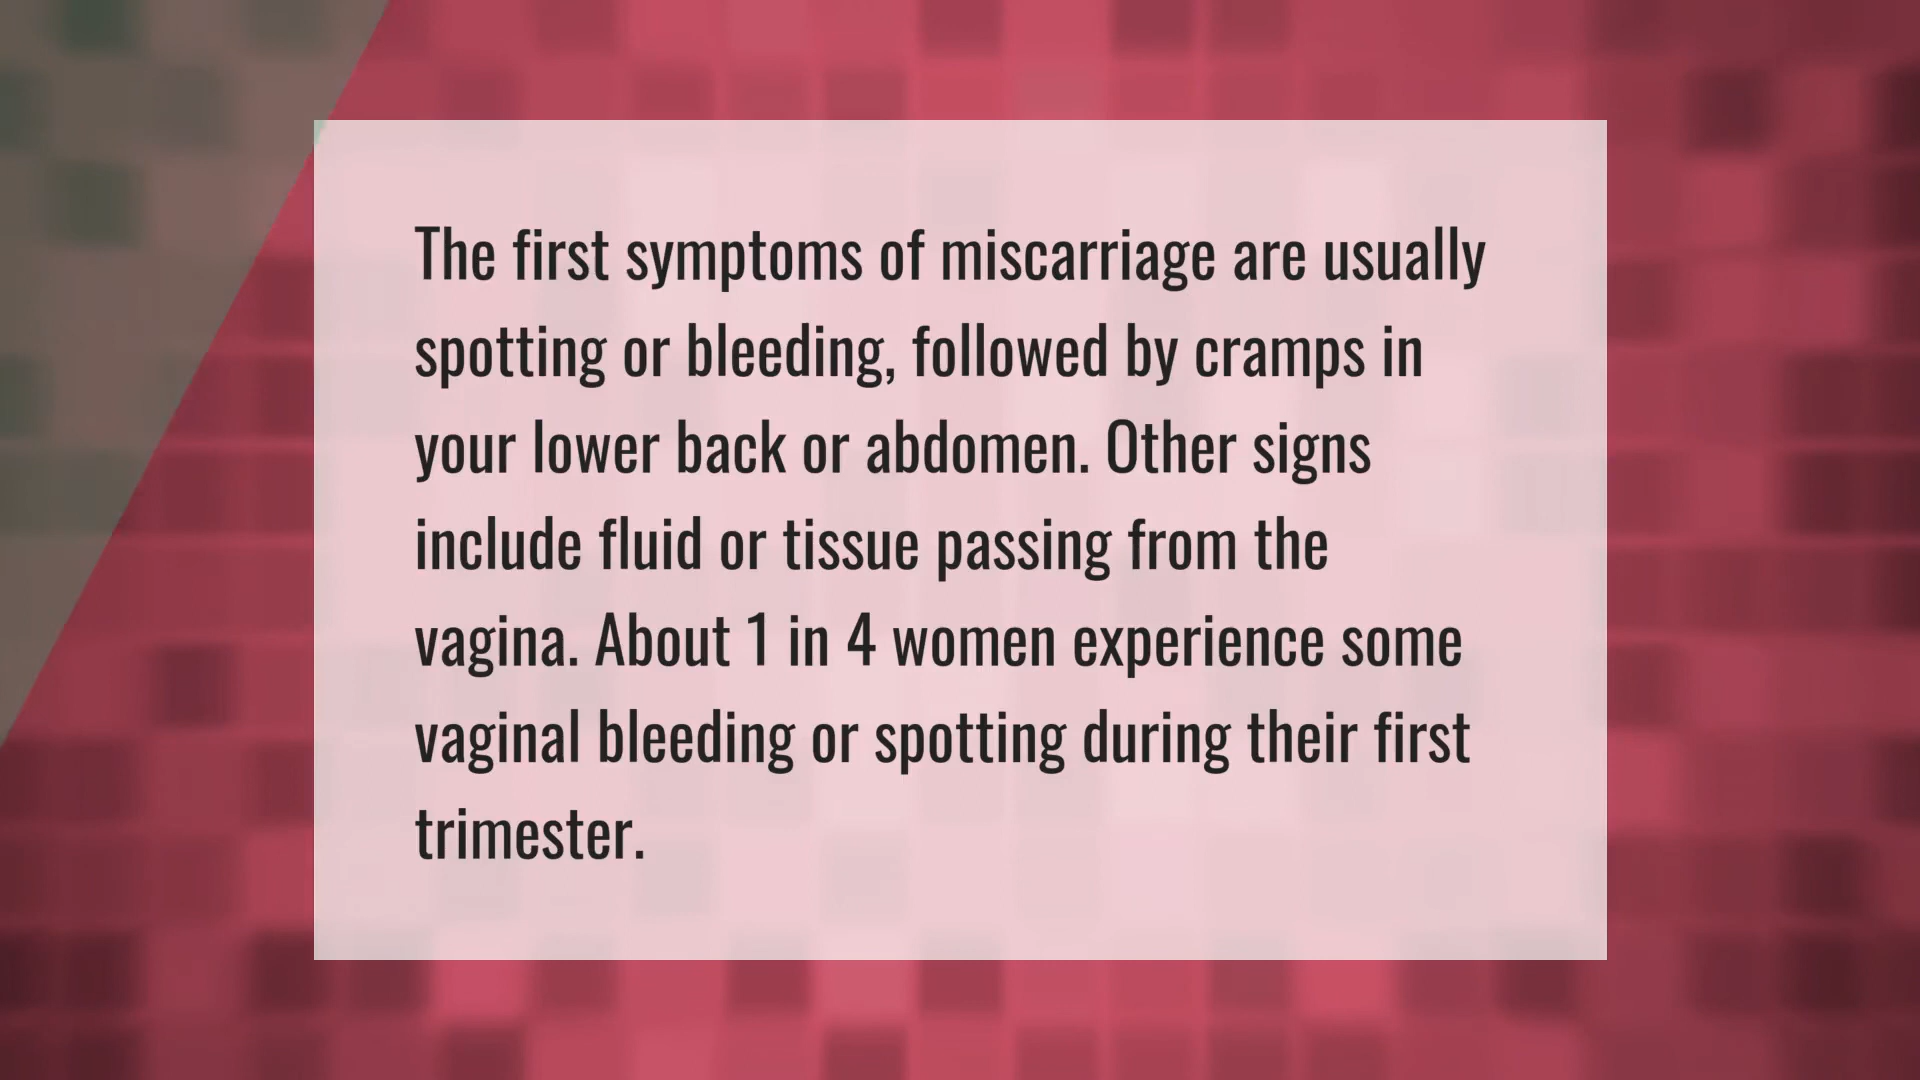 The first symptoms of miscarriage are usually
spotting or bleeding, followed by cramps in
your lower back or abdomen. Other signs
include fluid or tissue passing from the
vagina. About 1 in 4 women experience some
vaginal bleeding or spotting during their first
trimester.